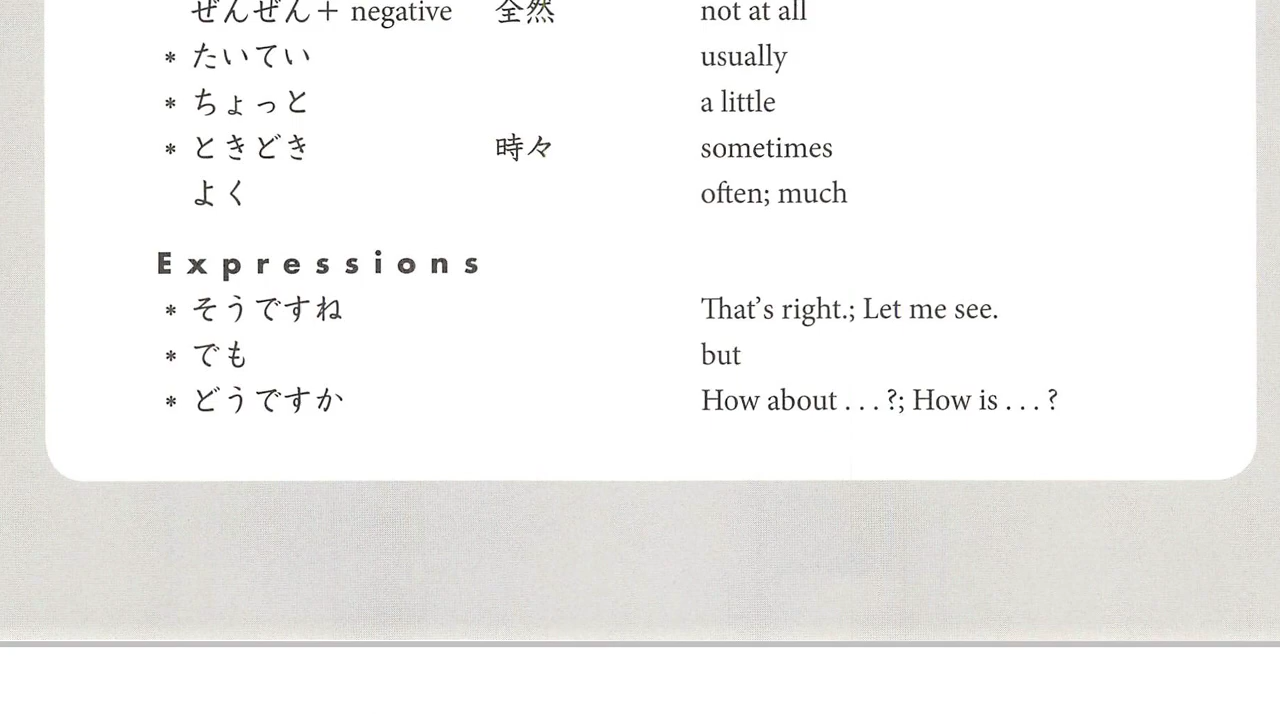 ぜんぜん＋ negative 全然 not at all
* たいてい usually
* ちょっと a little
* ときどき 時々 sometimes
よく often; much
Expressions
* そうですね That's right.; Let me see.
* でも but
* どうですか How about . . . ?; How is . . . ?